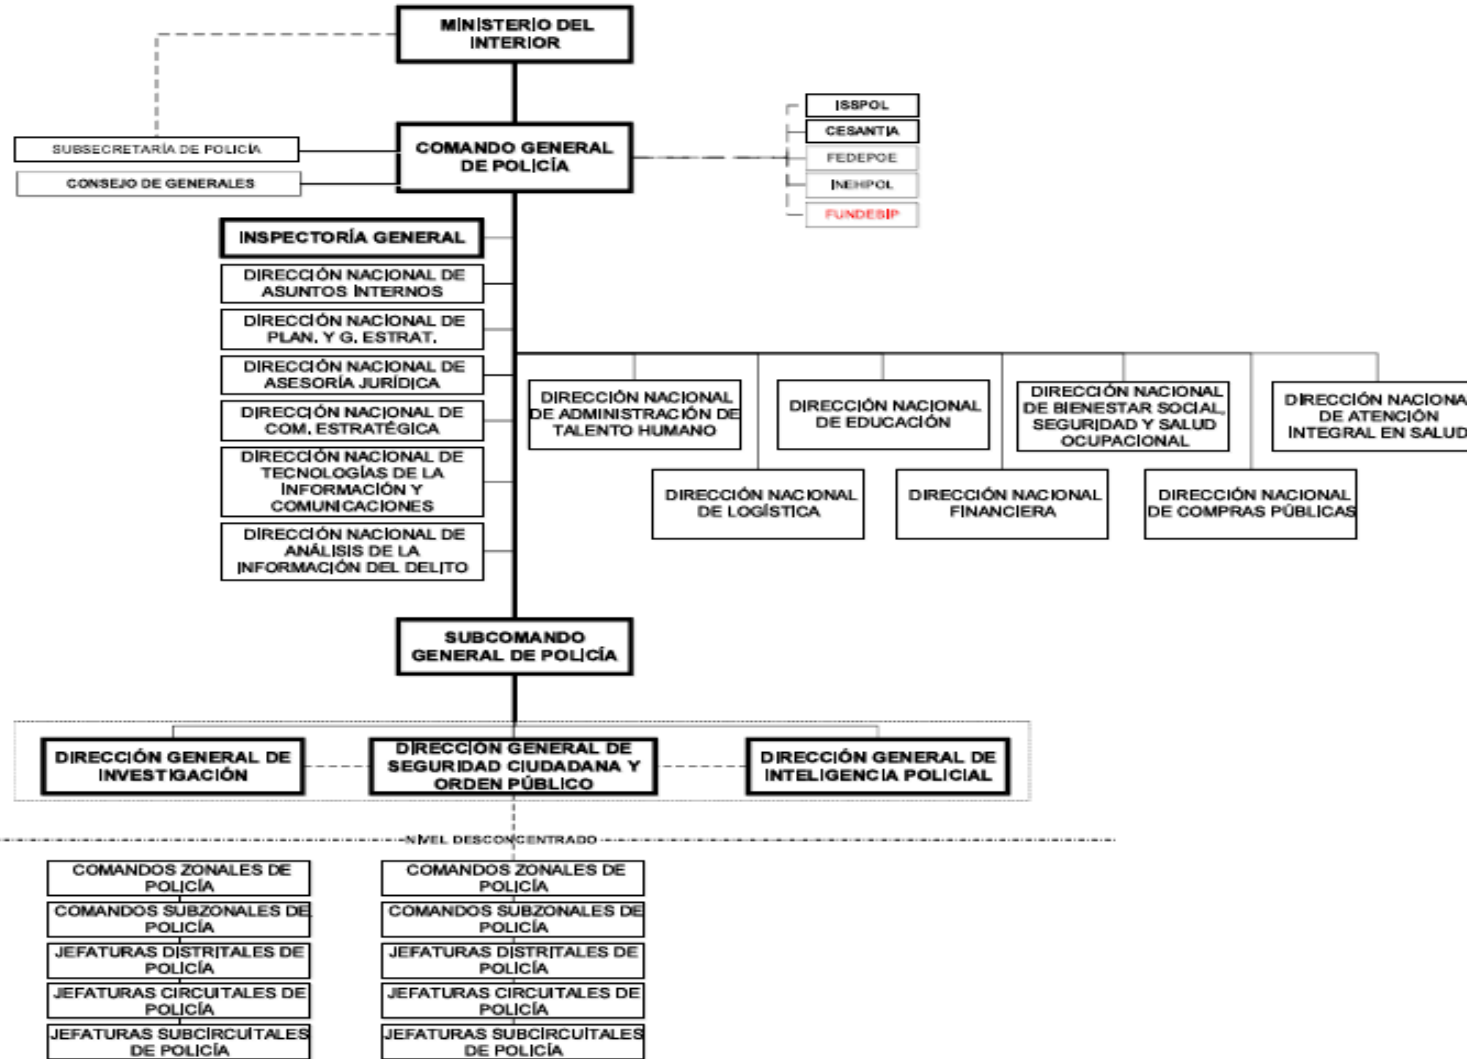 MINISTERIO DEL
INTERIOR
ISSPOL
CESANTIA
FEDEPOE
INEHPOL
FUNDESIP
SUBSECRETARÍA DE POLICÍA
CONSEJO DE GENERALES
COMANDO GENERAL
DE POLICÍA
INSPECTORÍA GENERAL
DIRECCIÓN NACIONAL DE
ASUNTOS INTERNOS
DIRECCIÓN NACIONAL DE
PLAN. Y G. ESTRAT.
DIRECCIÓN NACIONAL DE
ASESORÍA JURÍDICA
DIRECCIÓN NACIONAL DE
COM. ESTRATÉGICA
DIRECCIÓN NACIONAL DE
TECNOLOGÍAS DE LA
INFORMACIÓN Y
COMUNICACIONES
DIRECCIÓN NACIONAL DE
ANÁLISIS DE LA
INFORMACIÓN DEL DELITO
DIRECCIÓN NACIONAL
DE ADMINISTRACIÓN DE
TALENTO HUMANO
DIRECCIÓN NACIONAL
DE EDUCACIÓN
DIRECCIÓN NACIONAL
DE BIENESTAR SOCIAL,
SEGURIDAD Y SALUD
OCUPACIONAL
DIRECCIÓN NACIONA
DE ATENCIÓN
INTEGRAL EN SALUD
DIRECCIÓN NACIONAL
DE LOGÍSTICA
DIRECCIÓN NACIONAL
FINANCIERA
DIRECCIÓN NACIONAL
DE COMPRAS PÚBLICAS
SUBCOMANDO
GENERAL DE POLICÍA
DIRECCIÓN GENERAL DE
INVESTIGACIÓN
DIRECCIÓN GENERAL DE
SEGURIDAD CIUDADANA Y
ORDEN PÚBLICO
DIRECCIÓN GENERAL DE
INTELIGENCIA POLICIAL
NIVEL DESCONCENTRADO
COMANDOS ZONALES DE
POLICÍA
COMANDOS SUBZONALES DE
POLICÍA
JEFATURAS DISTRITALES DE
POLICÍA
JEFATURAS CIRCUITALES DE
POLICÍA
JEFATURAS SUBCIRCUITALES
DE POLICÍA
COMANDOS ZONALES DE
POLICÍA
COMANDOS SUBZONALES DE
POLICÍA
JEFATURAS DISTRITALES DE
POLICÍA
JEFATURAS CIRCUITALES DE
POLICÍA
JEFATURAS SUBCIRCUITALES
DE POLICÍA